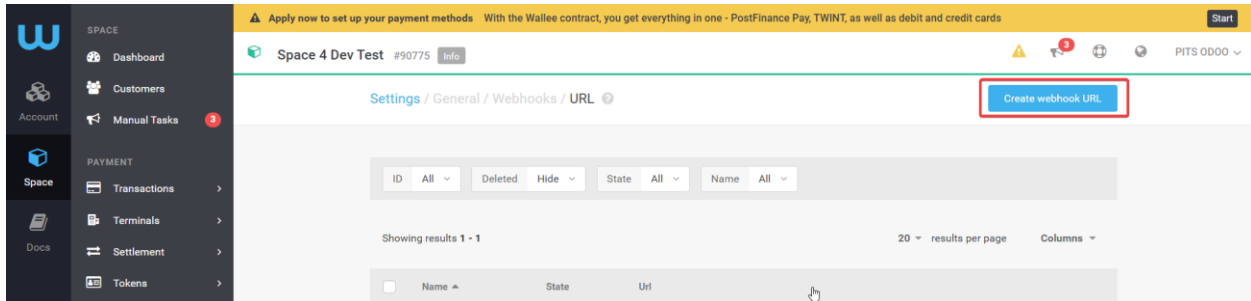 Apply now to set up your payment methods With the Wallee contract, you get everything in one - PostFinance Pay, TWINT, as well as debit and credit cards Start
SPACE
Dashboard
Customers
Manual Tasks 3
PAYMENT
Transactions
Terminals
Settlement
Tokens
Account
Space
Docs
Space 4 Dev Test #90775 Info 3 PITS ODOO
Settings / General / Webhooks / URL Create webhook URL
ID All Deleted Hide State All Name All
Showing results 1 - 1 20 results per page Columns
Name State Url